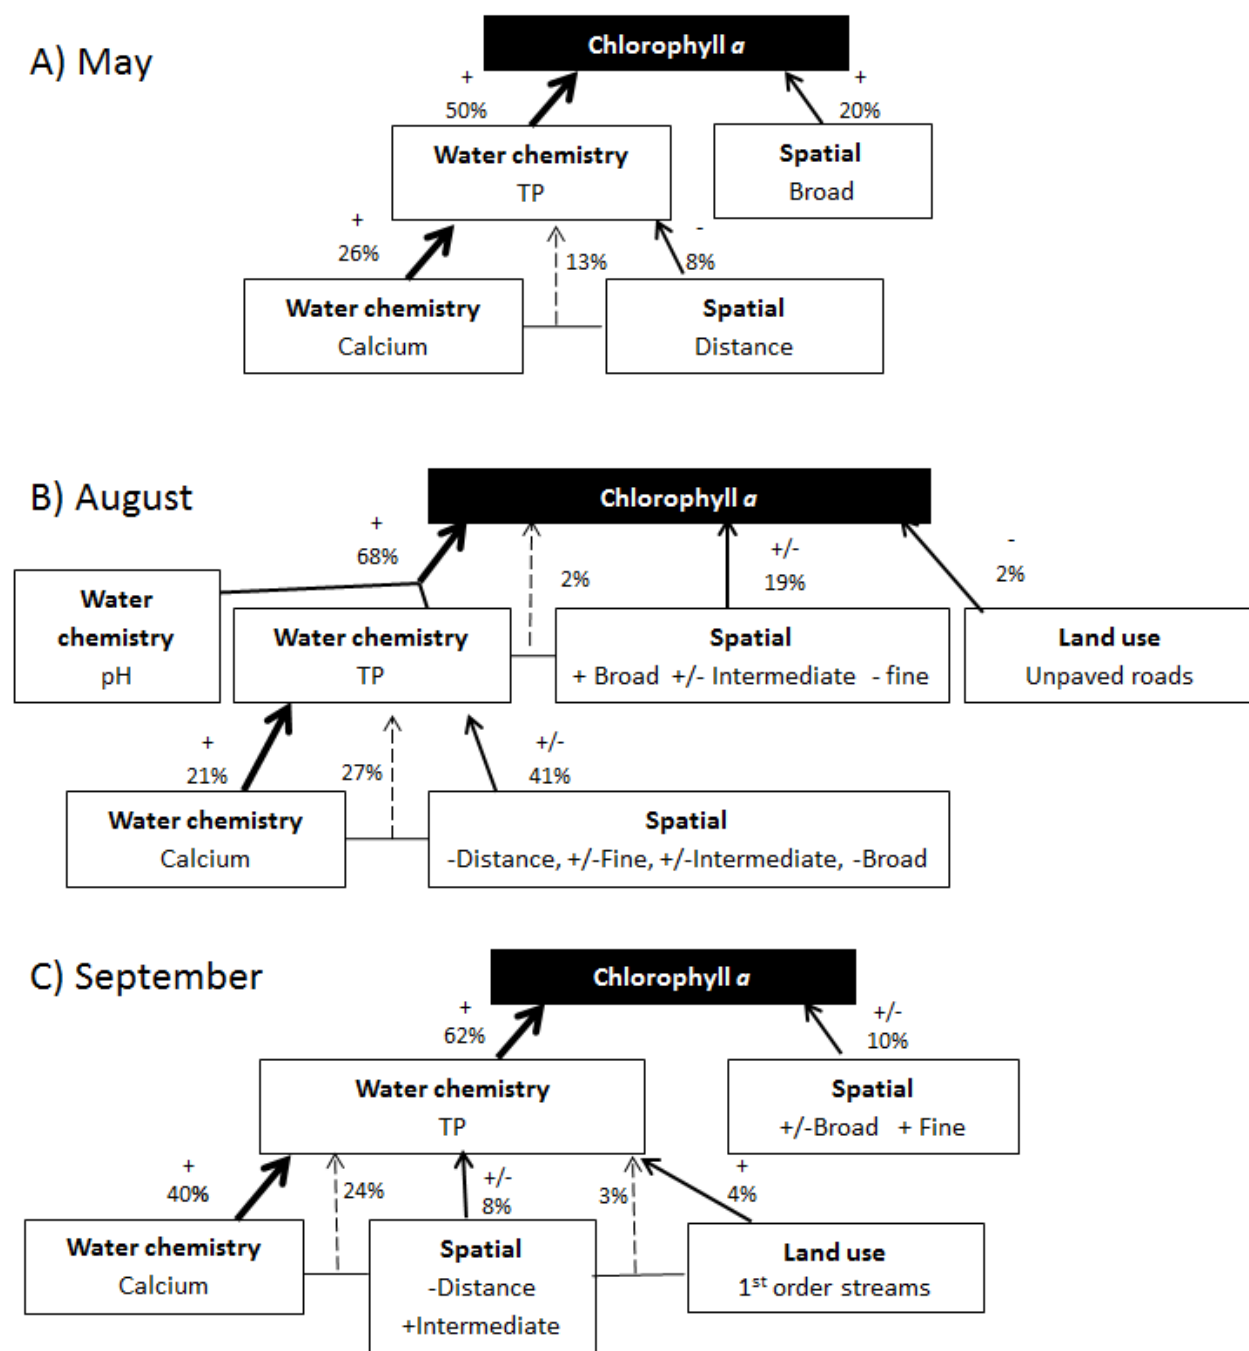 A) May
Chlorophyll a
+
50%
+
20%
Water chemistry
TP
Spatial
Broad
+
26%
13%
-
8%
Water chemistry
Calcium
Spatial
Distance
B) August
Chlorophyll a
+
68%
2%
+/-
19%
-
2%
Water
chemistry
pH
Water chemistry
TP
Spatial
+ Broad +/- Intermediate - fine
Land use
Unpaved roads
+
21%
27%
+/-
41%
Water chemistry
Calcium
Spatial
-Distance, +/-Fine, +/-Intermediate, -Broad
C) September
Chlorophyll a
+
62%
+/-
10%
Water chemistry
TP
Spatial
+/-Broad + Fine
+
40%
24%
+/-
8%
3%
+
4%
Water chemistry
Calcium
Spatial
-Distance
+Intermediate
Land use
1st order streams